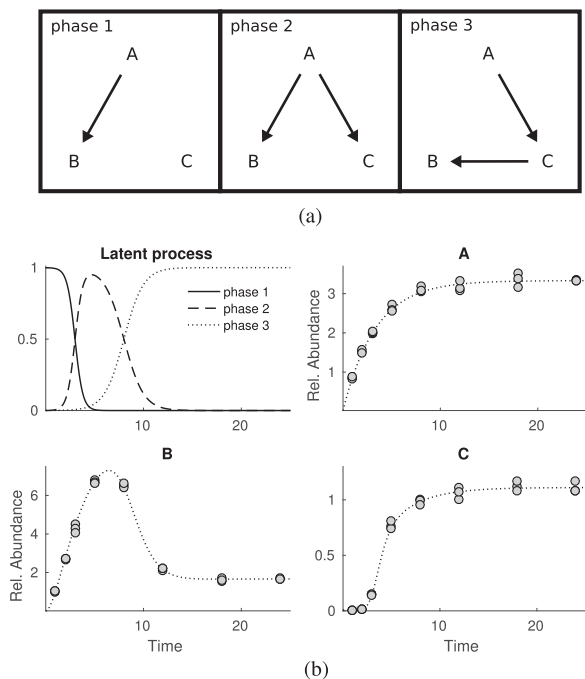 phase 1
phase 2
phase 3
A
A
A
B
C
B
C
B
C
(a)
Latent process
1
0.5
0
10
20
phase 1
phase 2
phase 3
A
Rel. Abundance
3
2
1
10
20
B
Rel. Abundance
6
4
2
10
20
Time
C
1
0.5
0
10
20
Time
(b)